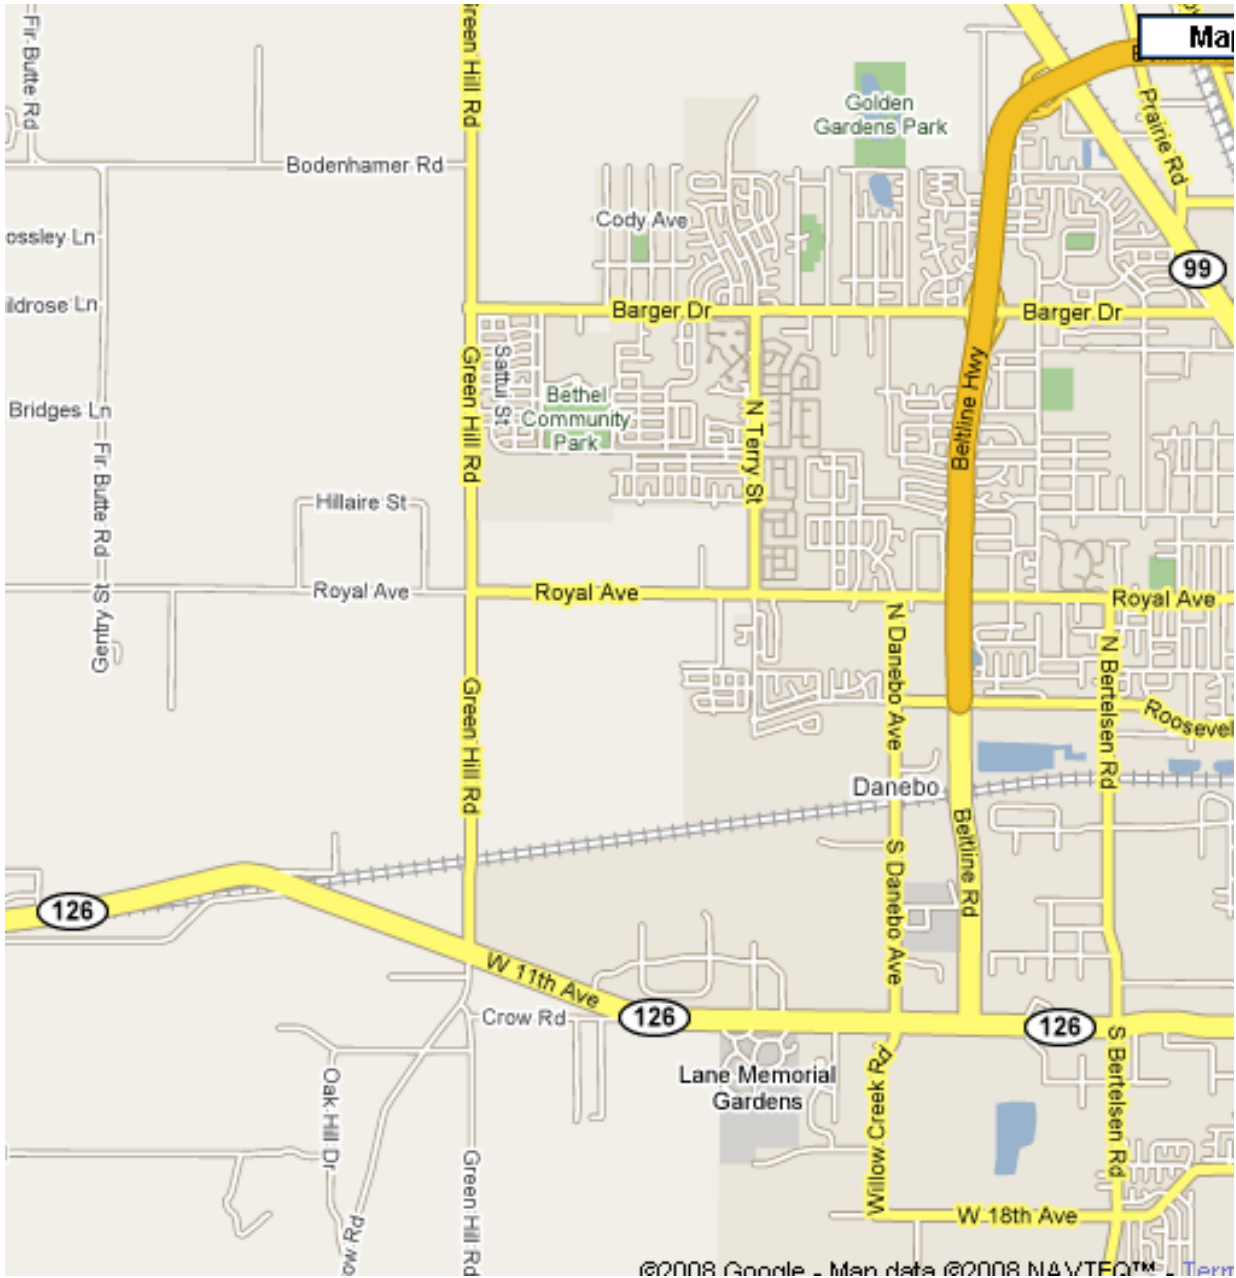 Map
Fir Butte Rd
Green Hill Rd
Prairie Rd
Golden
Gardens Park
Bodenhamer Rd
Cody Ave
ossley Ln
99
ildrose Ln
Barger Dr
Barger Dr
Sattui St
Green Hill Rd
Beltline Hwy
Bethel
Community
Park
Bridges Ln
N Terry St
Fir Butte Rd
Hillaire St
Gentry St
Royal Ave
Royal Ave
Royal Ave
N Danebo Ave
N Bertelsen Rd
Green Hill Rd
Roosevel
Danebo
Beltline Rd
S Danebo Ave
126
W 11th Ave
Crow Rd
126
126
S Bertelsen Rd
Lane Memorial
Gardens
Willow Creek Rd
Oak Hill Dr
Green Hill Rd
W 18th Ave
ow Rd
©2008 Google - Map data ©2008 NAVTEQ™ - Term